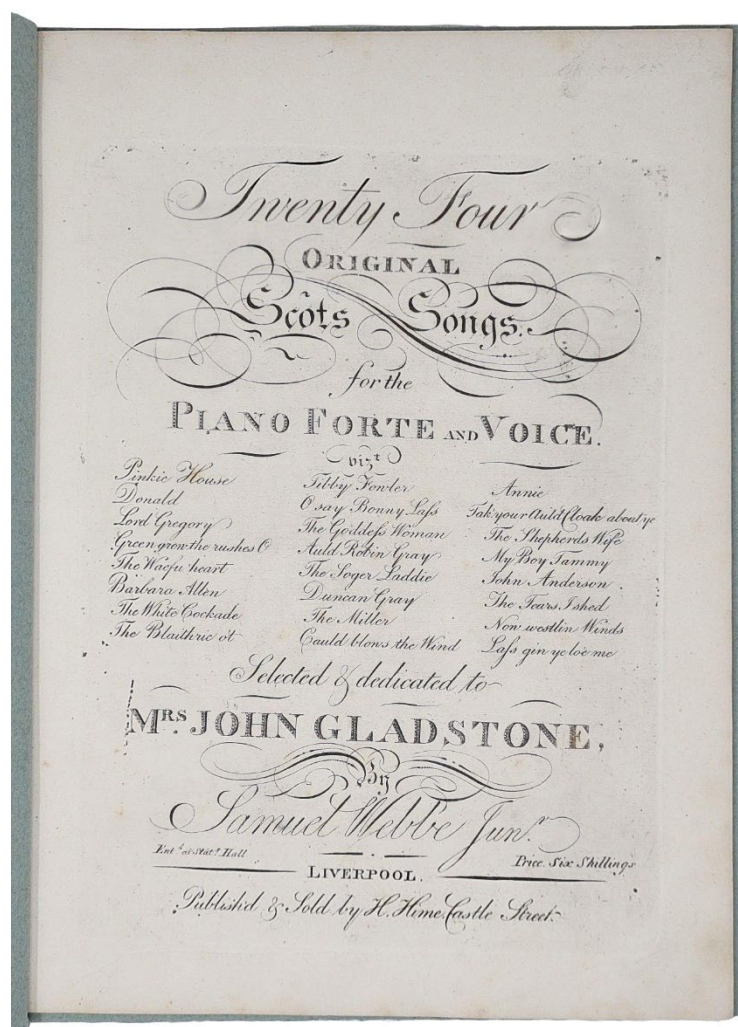 Twenty Four
ORIGINAL
Scôts Songs.
for the
PIANO FORTE AND VOICE.
vizt
Pinkie House
Donald
Lord Gregory
Green grow the rushes O
The Waefu heart
Barbara Allen
The White Cockade
The Blaithrie o't
Tibby Fowler
O say Bonny Laſs
The Goddeſs Woman
Auld Robin Gray
The Soger Laddie
Duncan Gray
The Miller
Cauld blows the Wind
Annie
Tak your Auld Cloak about ye
The Shepherds Wife
My Boy Tammy
John Anderson
The Tears I shed
Now westlin Winds
Laſs gin ye lo'e me
Selected & dedicated to
MRS. JOHN GLADSTONE,
By
Samuel Webbe Junr.
Entd. at Statrs. Hall
Price Six Shillings
LIVERPOOL.
Publish'd & Sold by H. Hime Castle Street.